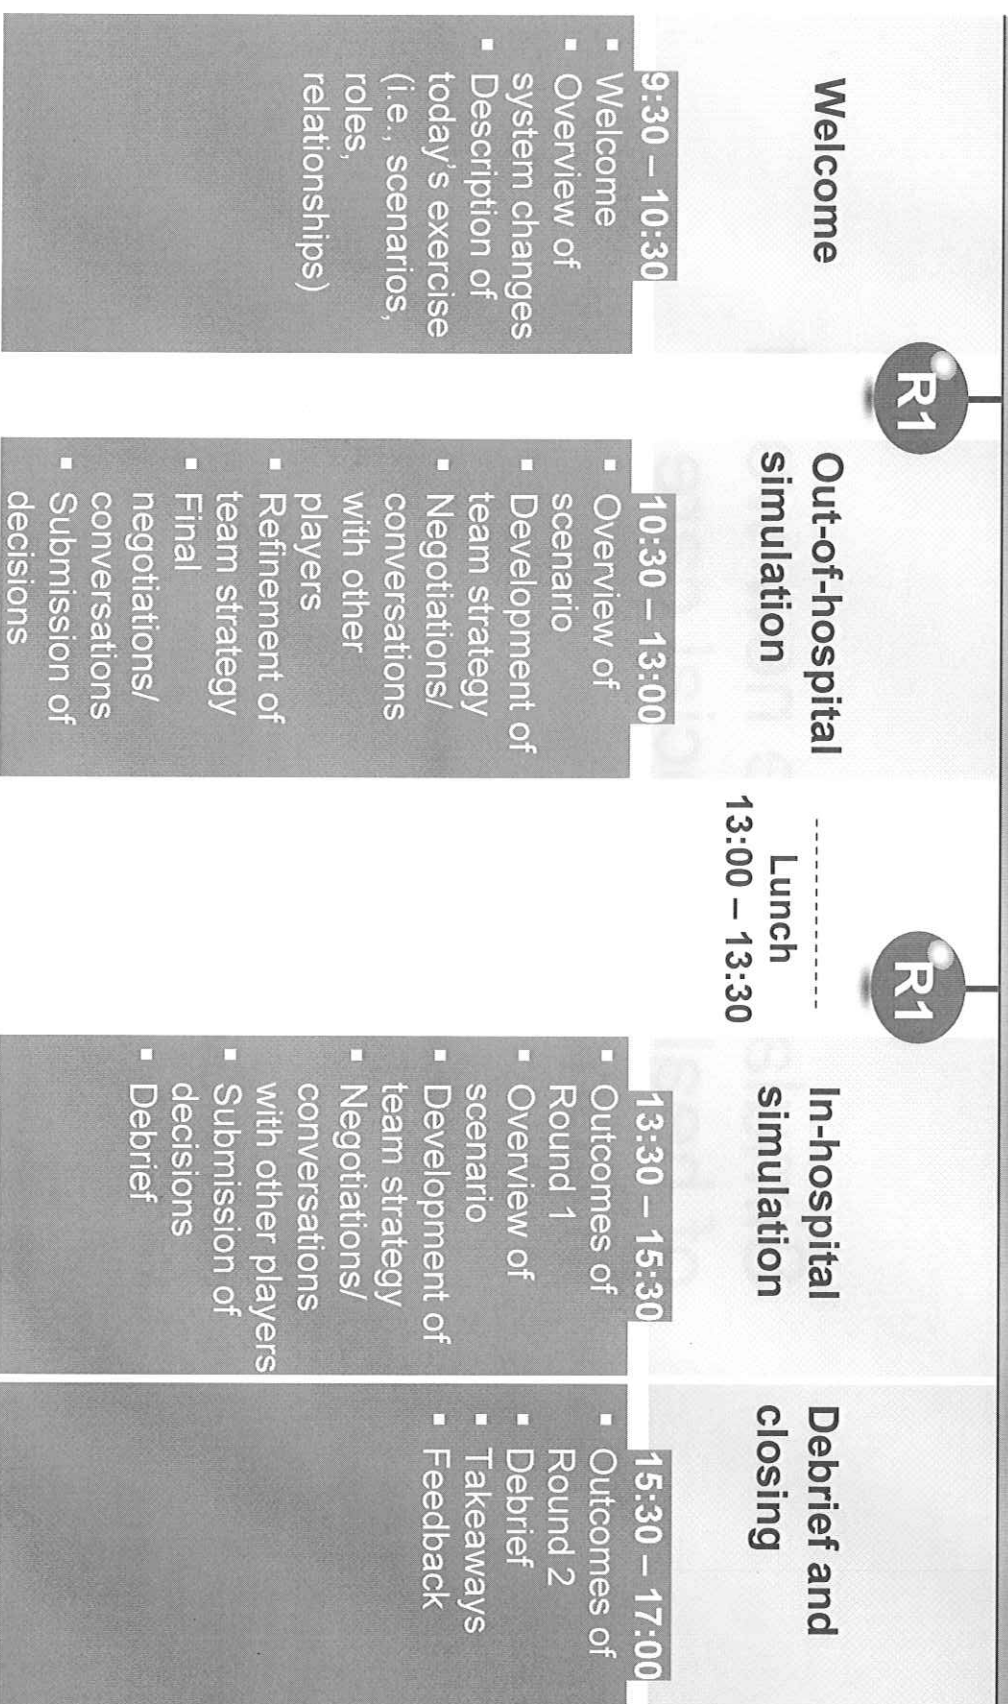 Welcome
9:30 – 10:30
▪ Welcome
▪ Overview of
system changes
▪ Description of
today's exercise
(i.e., scenarios,
roles,
relationships)
R1
Out-of-hospital
simulation
10:30 – 13:00
▪ Overview of
scenario
▪ Development of
team strategy
▪ Negotiations/
conversations
with other
players
▪ Refinement of
team strategy
▪ Final
negotiations/
conversations
▪ Submission of
decisions
Lunch
13:00 – 13:30
R1
In-hospital
simulation
13:30 – 15:30
▪ Outcomes of
Round 1
▪ Overview of
scenario
▪ Development of
team strategy
▪ Negotiations/
conversations
with other players
▪ Submission of
decisions
▪ Debrief
Debrief and
closing
15:30 – 17:00
▪ Outcomes of
Round 2
▪ Debrief
▪ Takeaways
▪ Feedback